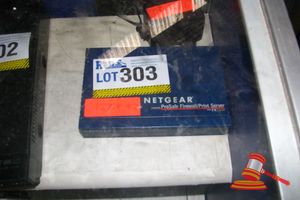 02
LOT 303
NETGEAR
ProSafe Firewall/Print Server